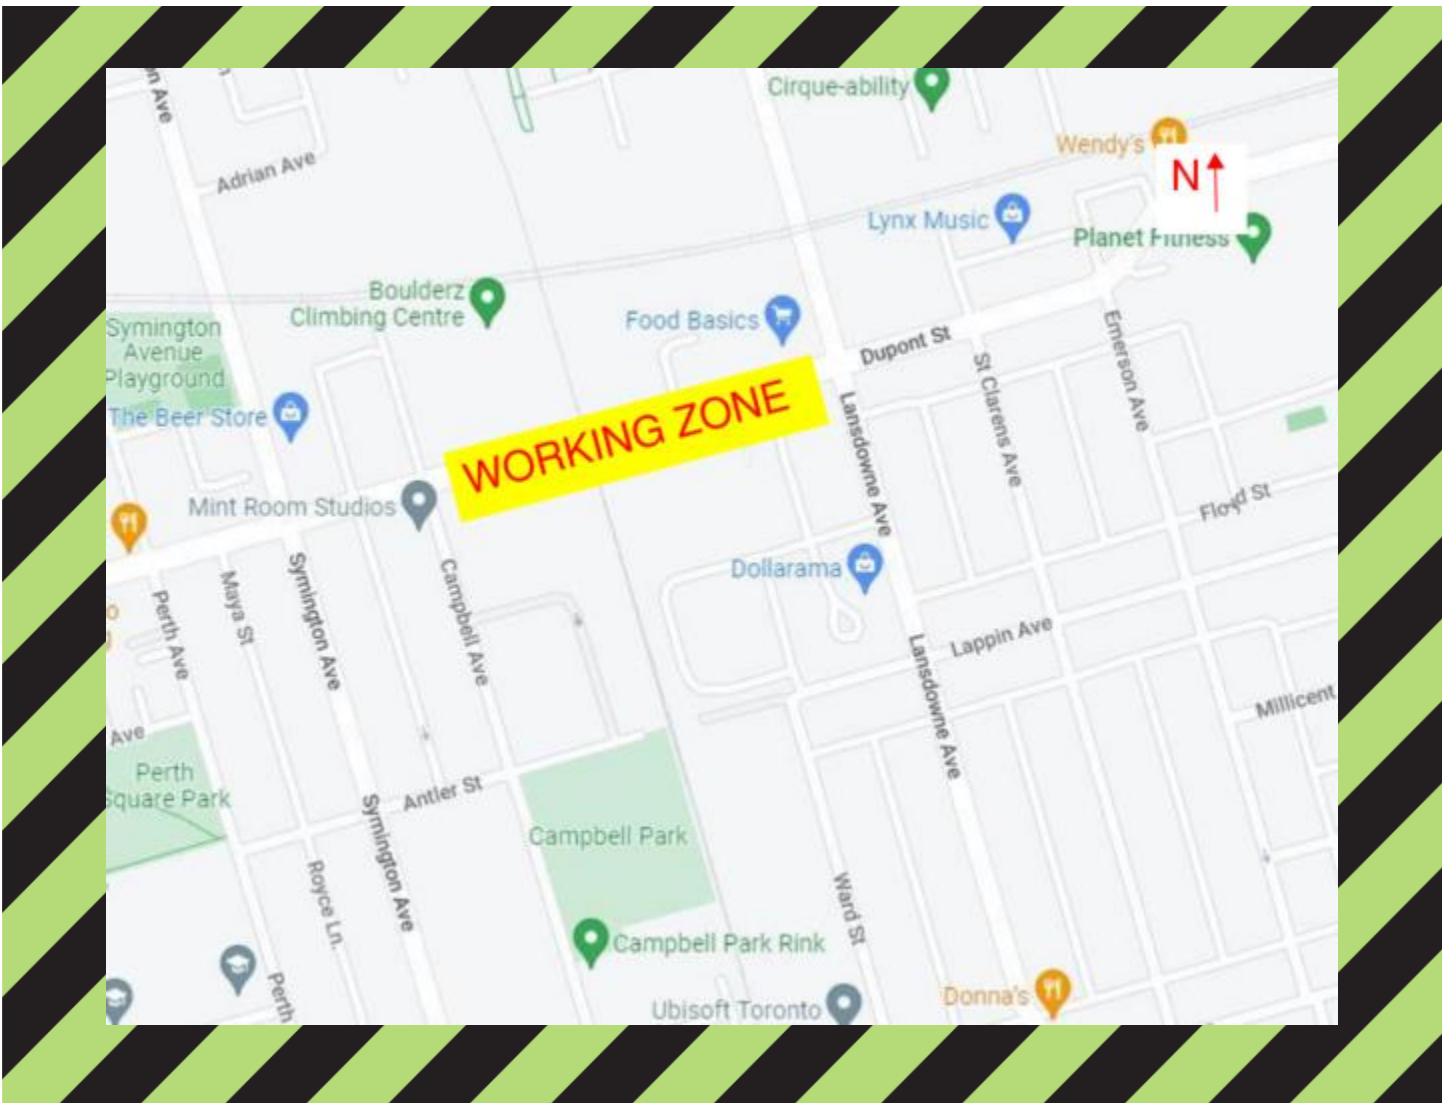 on Ave
Cirque-ability
Wendy's
Adrian Ave
N
Lynx Music
Planet Fitness
Boulderz
Climbing Centre
Food Basics
Symington
Avenue
Playground
Dupont St
Emerson Ave
St Clarens Ave
The Beer Store
WORKING ZONE
Lansdowne Ave
Mint Room Studios
Floyd St
Dollarama
Symington Ave
Maya St
Perth Ave
Campbell Ave
o
Lappin Ave
Lansdowne Ave
Millicent
Ave
Perth
Square Park
Antler St
Symington Ave
Campbell Park
Royce Ln.
Ward St
Campbell Park Rink
Perth
Donna's
Ubisoft Toronto